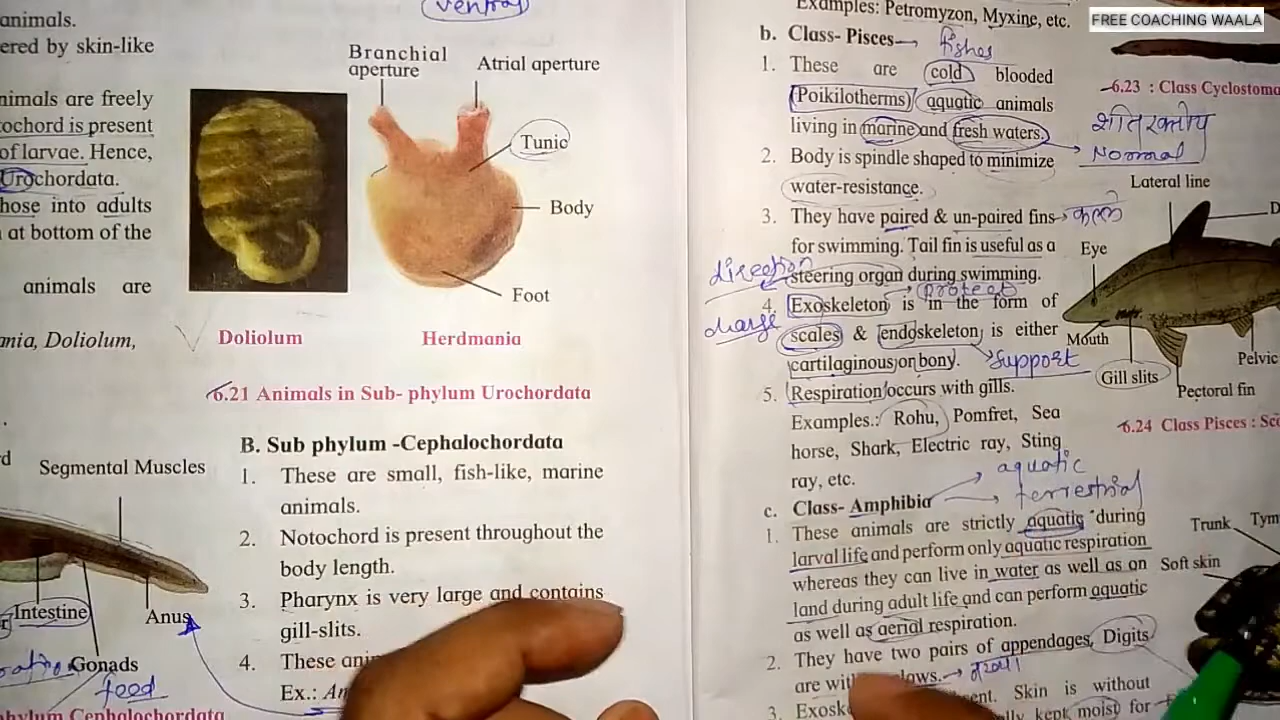 ventral
animals.
ered by skin-like
nimals are freely
tochord is present
of larvae. Hence,
Urochordata.
hose into adults
at bottom of the
animals are
nia, Doliolum,
Branchial
aperture
Atrial aperture
Tunic
Body
Foot
Doliolum
Herdmania
6.21 Animals in Sub- phylum Urochordata
Segmental Muscles
Intestine
Anus
Gonads
food
phylum Cephalochordata
B. Sub phylum -Cephalochordata
1. These are small, fish-like, marine
animals.
2. Notochord is present throughout the
body length.
3. Pharynx is very large and contains
gill-slits.
4. These
Ex.:
Examples: Petromyzon, Myxine, etc.
b. Class- Pisces → fishes
1. These are cold blooded
(Poikilotherms) aquatic animals
living in marine and fresh waters.
→ Normal
2. Body is spindle shaped to minimize
water-resistance.
3. They have paired & un-paired fins →
for swimming. Tail fin is useful as a
direction
steering organ during swimming.
protect
4. Exoskeleton is in the form of
change
scales & endoskeleton is either
cartilaginous or bony. support
5. Respiration occurs with gills.
Examples.: Rohu, Pomfret, Sea
horse, Shark, Electric ray, Sting
ray, etc.
→ aquatic
→ terrestrial
c. Class- Amphibia
1. These animals are strictly aquatic during
larval life and perform only aquatic respiration
whereas they can live in water as well as on
land during adult life and can perform aquatic
as well as aerial respiration.
2. They have two pairs of appendages. Digits
are
3. Skin is without
kept moist for
FREE COACHING WAALA
6.23 : Class Cyclostoma
Lateral line
Eye
Mouth
Gill slits
Pelvic
Pectoral fin
6.24 Class Pisces :
Trunk
Soft skin